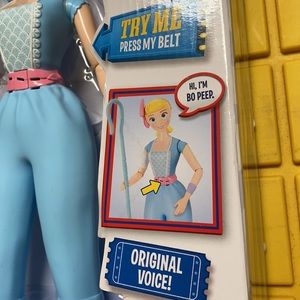 TRY ME
PRESS MY BELT
HI, I'M
BO PEEP.
ORIGINAL
VOICE!